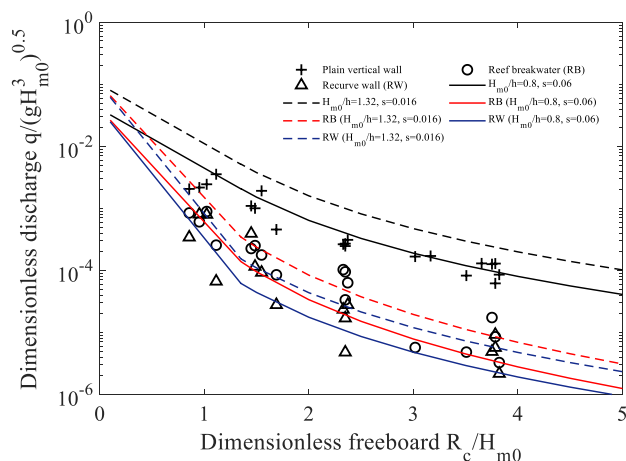 Dimensionless discharge q/(gH³m0)^0.5
10^0
10^-2
10^-4
10^-6
Plain vertical wall
Recurve wall (RW)
H_m0/h=1.32, s=0.016
RB (H_m0/h=1.32, s=0.016)
RW (H_m0/h=1.32, s=0.016)
Reef breakwater (RB)
H_m0/h=0.8, s=0.06
RB (H_m0/h=0.8, s=0.06)
RW (H_m0/h=0.8, s=0.06)
0 1 2 3 4 5
Dimensionless freeboard R_c/H_m0